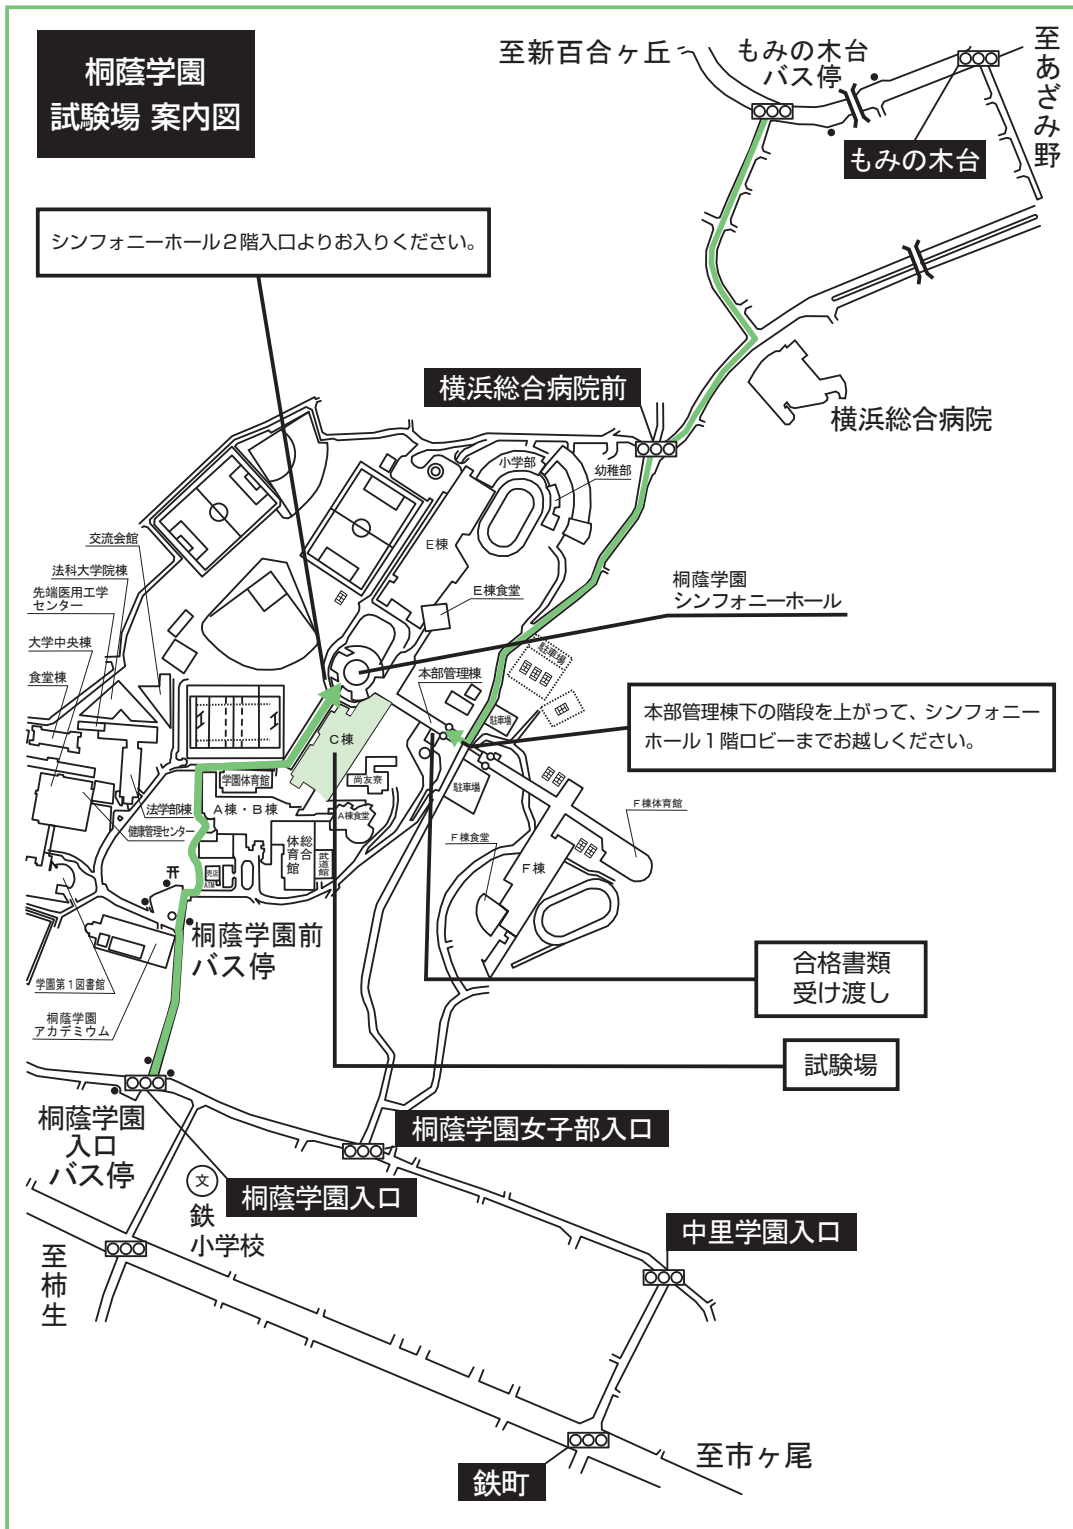 桐蔭学園
試験場 案内図
至新百合ヶ丘
もみの木台
バス停
至あざみ野
もみの木台
シンフォニーホール2階入口よりお入りください。
横浜総合病院前
横浜総合病院
小学部
幼稚部
E棟
E棟食堂
交流会館
法科大学院棟
先端医用工学
センター
大学中央棟
食堂棟
桐蔭学園
シンフォニーホール
本部管理棟
駐車場
駐車場
本部管理棟下の階段を上がって、シンフォニー
ホール1階ロビーまでお越しください。
C棟
学園体育館
尚友寮
駐車場
法学部棟
A棟・B棟
A棟食堂
健康管理センター
総合
体育館
武道館
売店
ATM
F棟体育館
F棟食堂
F棟
桐蔭学園前
バス停
学園第1図書館
桐蔭学園
アカデミウム
合格書類
受け渡し
試験場
桐蔭学園
入口
バス停
桐蔭学園女子部入口
文
鉄
小学校
桐蔭学園入口
中里学園入口
至柿生
至市ヶ尾
鉄町